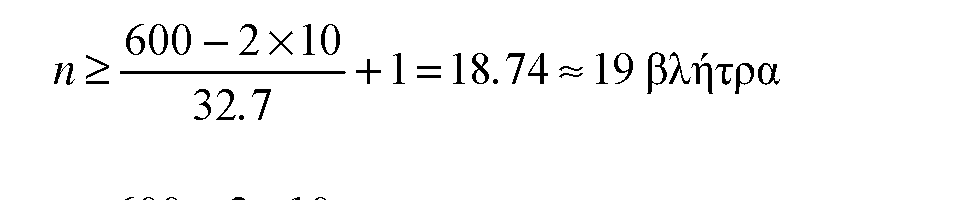 n ≥ (600 − 2×10)/32.7 + 1 = 18.74 ≈ 19 βλήτρα